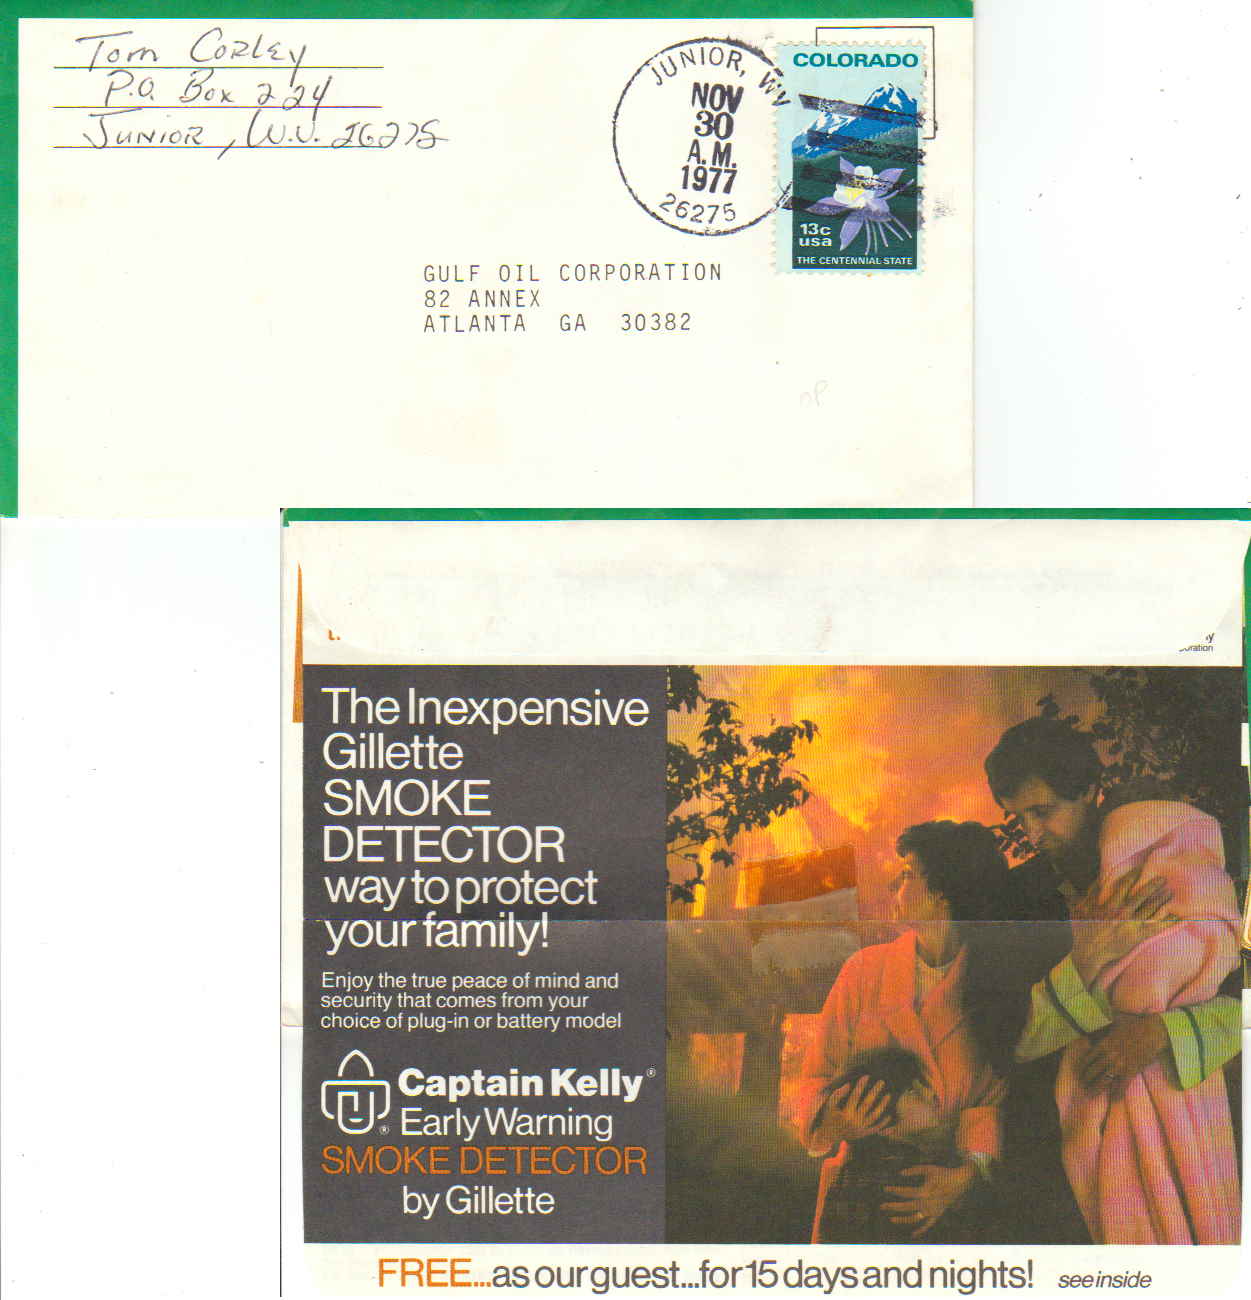 Tom Corley
P.O. Box 224
Junior, W.V. 26275
JUNIOR, WV
NOV
30
A.M.
1977
26275
COLORADO
13c
usa
THE CENTENNIAL STATE
GULF OIL CORPORATION
82 ANNEX
ATLANTA GA 30382
The Inexpensive
Gillette
SMOKE
DETECTOR
way to protect
your family!
Enjoy the true peace of mind and
security that comes from your
choice of plug-in or battery model
Captain Kelly®
Early Warning
SMOKE DETECTOR
by Gillette
FREE...as our guest...for 15 days and nights! see inside